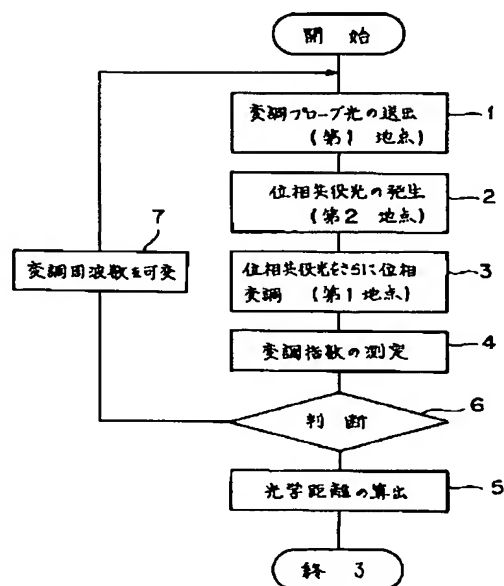 開 始
変調プローブ光の送出
(第1 地点)
1
位相共役光の発生
(第2 地点)
2
7
変調周波数を可変
位相共役光をさらに位相
変調 (第1地点)
3
変調指数の測定
4
判 断
6
光学距離の算出
5
終 3